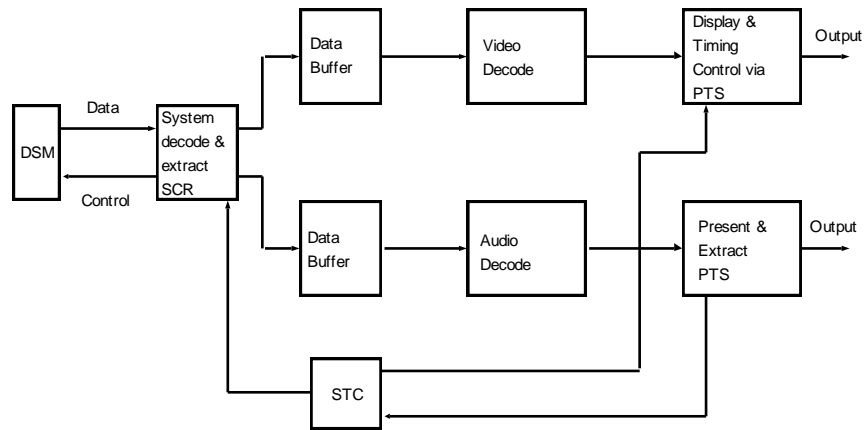 Data
Buffer
Video
Decode
Display &
Timing
Control via
PTS
Output
DSM
Data
Control
System
decode &
extract
SCR
Data
Buffer
Audio
Decode
Present &
Extract
PTS
Output
STC